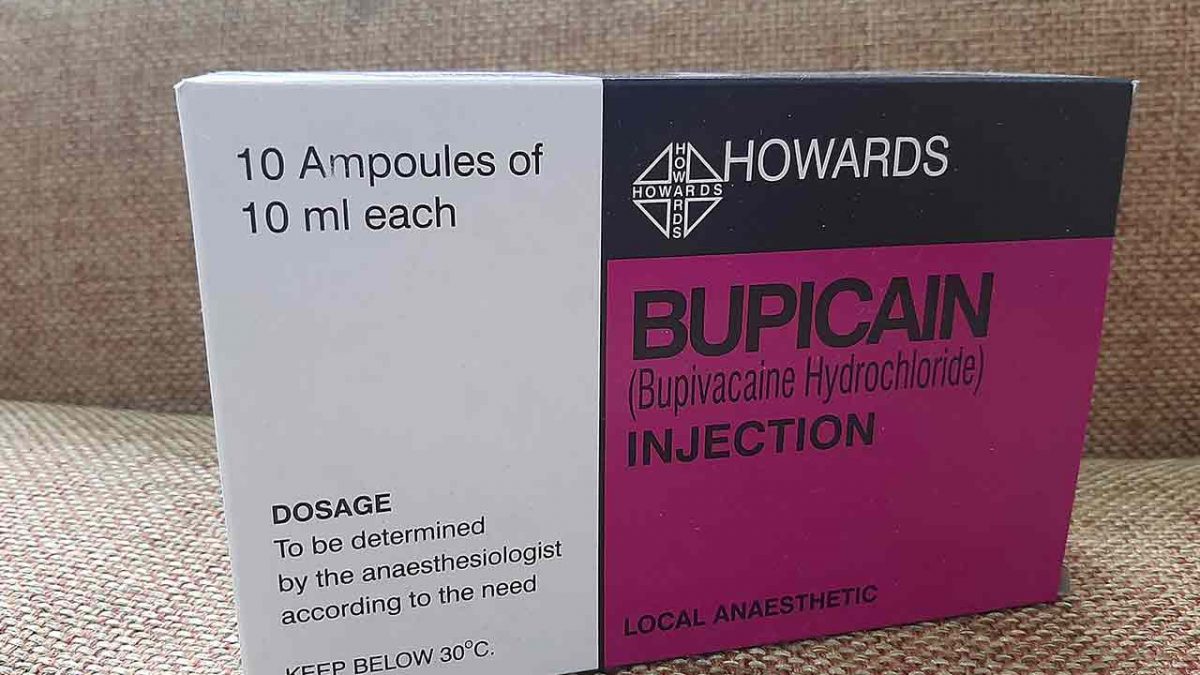 10 Ampoules of
10 ml each
DOSAGE
To be determined
by the anaesthesiologist
according to the need
KEEP BELOW 30°C.
HOWARDS
HOWARDS
HOWARDS
BUPICAIN
(Bupivacaine Hydrochloride)
INJECTION
LOCAL ANAESTHETIC